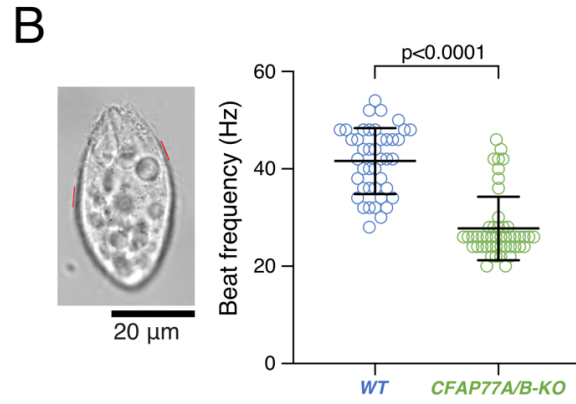 B
p<0.0001
60
40
20
0
Beat frequency (Hz)
20 μm
WT
CFAP77A/B-KO